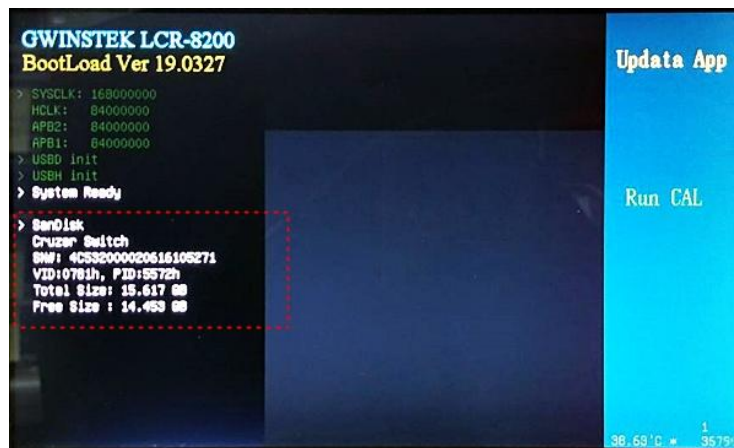 GWINSTEK LCR-8200
BootLoad Ver 19.0327
> SYSCLK: 168000000
HCLK: 84000000
APB2: 84000000
APB1: 84000000
> USBD init
> USBH init
> System Ready
> SanDisk
Cruzer Switch
SN#: 4C532000020616105271
VID:0781h, PID:5572h
Total Size: 15.617 GB
Free Size : 14.453 GB
Updata App
Run CAL
1
38.69'C *